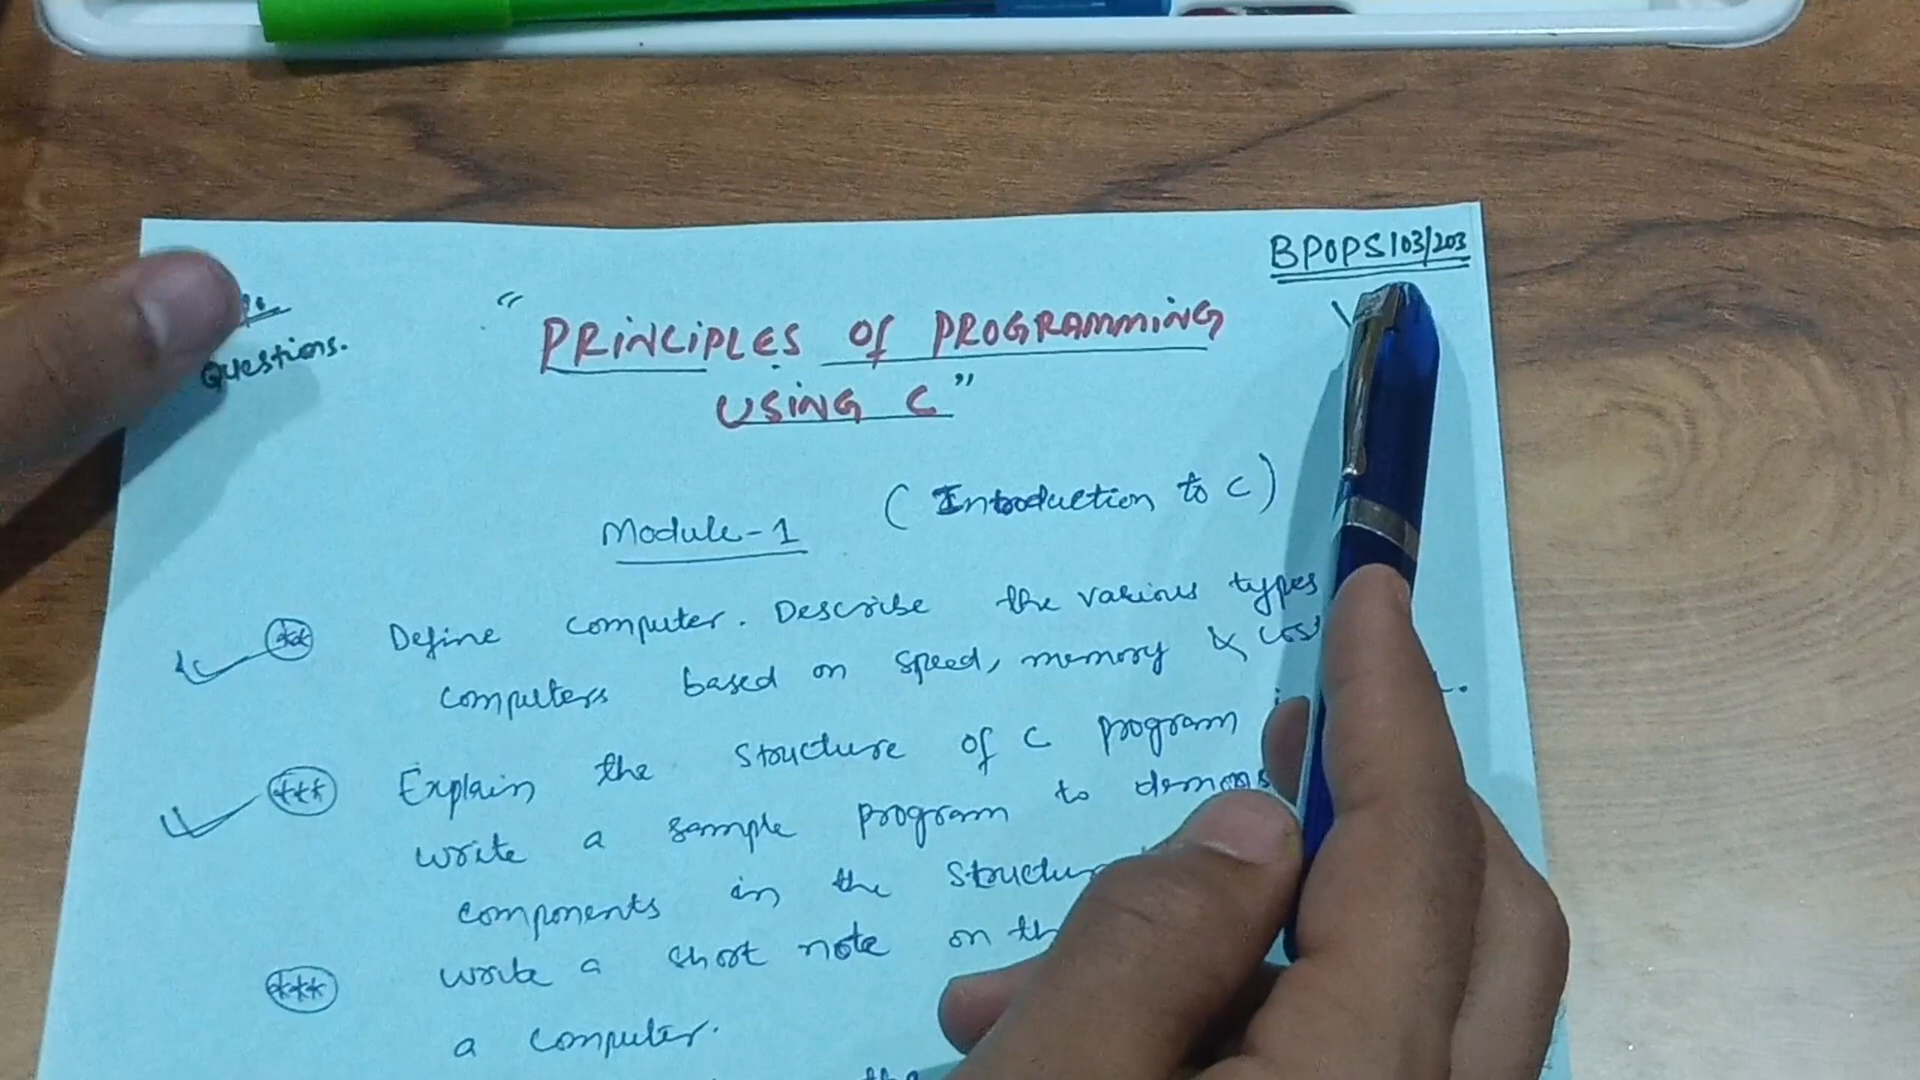 BPOPS103/203
Questions.
"PRINCIPLES OF PROGRAMMING
USING C"
Module-1 (Introduction to C)
** Define computer. Describe the various types
computers based on speed, memory &
*** Explain the structure of C program
write a sample program to
components in the
*** write a short note on
a computer.
the